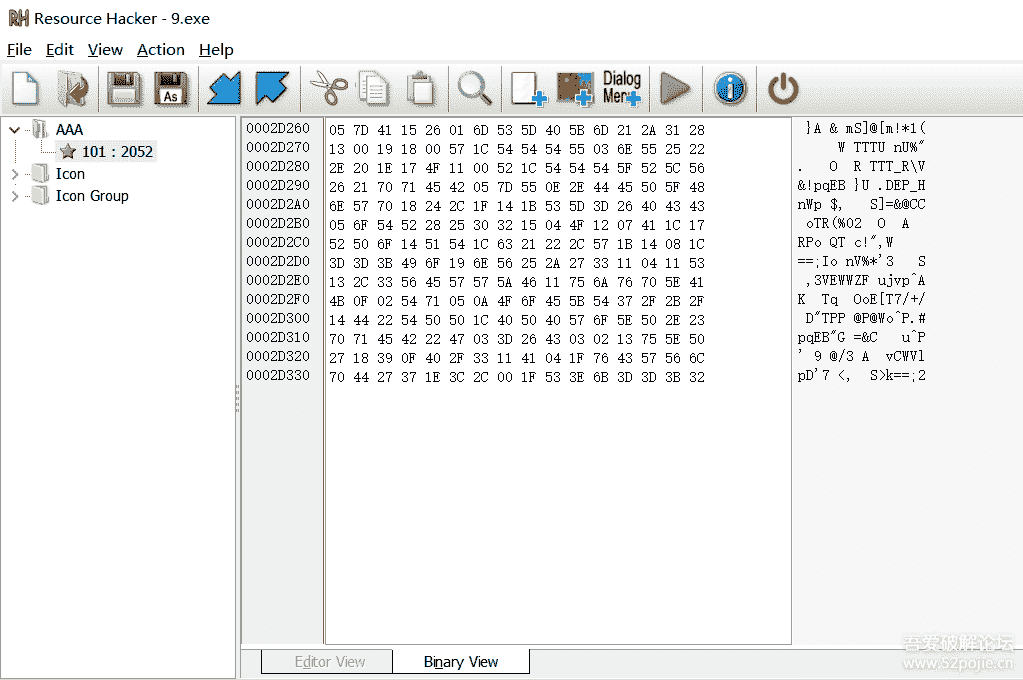 Resource Hacker - 9.exe
File Edit View Action Help
As Dialog Menu
AAA
101 : 2052
Icon
Icon Group
0002D260 05 7D 41 15 26 01 6D 53 5D 40 5B 6D 21 2A 31 28 }A & mS]@[m!*1(
0002D270 13 00 19 18 00 57 1C 54 54 54 55 03 6E 55 25 22 W TTTU nU%"
0002D280 2E 20 1E 17 4F 11 00 52 1C 54 54 54 5F 52 5C 56 . O R TTT_R\V
0002D290 26 21 70 71 45 42 05 7D 55 0E 2E 44 45 50 5F 48 &!pqEB }U .DEP_H
0002D2A0 6E 57 70 18 24 2C 1F 14 1B 53 5D 3D 26 40 43 43 nWp $, S]=&@CC
0002D2B0 05 6F 54 52 28 25 30 32 15 04 4F 12 07 41 1C 17 oTR(%02 O A
0002D2C0 52 50 6F 14 51 54 1C 63 21 22 2C 57 1B 14 08 1C RPo QT c!",W
0002D2D0 3D 3D 3B 49 6F 19 6E 56 25 2A 27 33 11 04 11 53 ==;Io nV%*'3 S
0002D2E0 13 2C 33 56 45 57 57 5A 46 11 75 6A 76 70 5E 41 ,3VEWWZF ujvp^A
0002D2F0 4B 0F 02 54 71 05 0A 4F 6F 45 5B 54 37 2F 2B 2F K Tq OoE[T7/+/
0002D300 14 44 22 54 50 50 1C 40 50 40 57 6F 5E 50 2E 23 D"TPP @P@Wo^P.#
0002D310 70 71 45 42 22 47 03 3D 26 43 03 02 13 75 5E 50 pqEB"G =&C u^P
0002D320 27 18 39 0F 40 2F 33 11 41 04 1F 76 43 57 56 6C ' 9 @/3 A vCWVl
0002D330 70 44 27 37 1E 3C 2C 00 1F 53 3E 6B 3D 3D 3B 32 pD'7 <, S>k==;2
Editor View Binary View
吾爱破解论坛
www.52pojie.cn